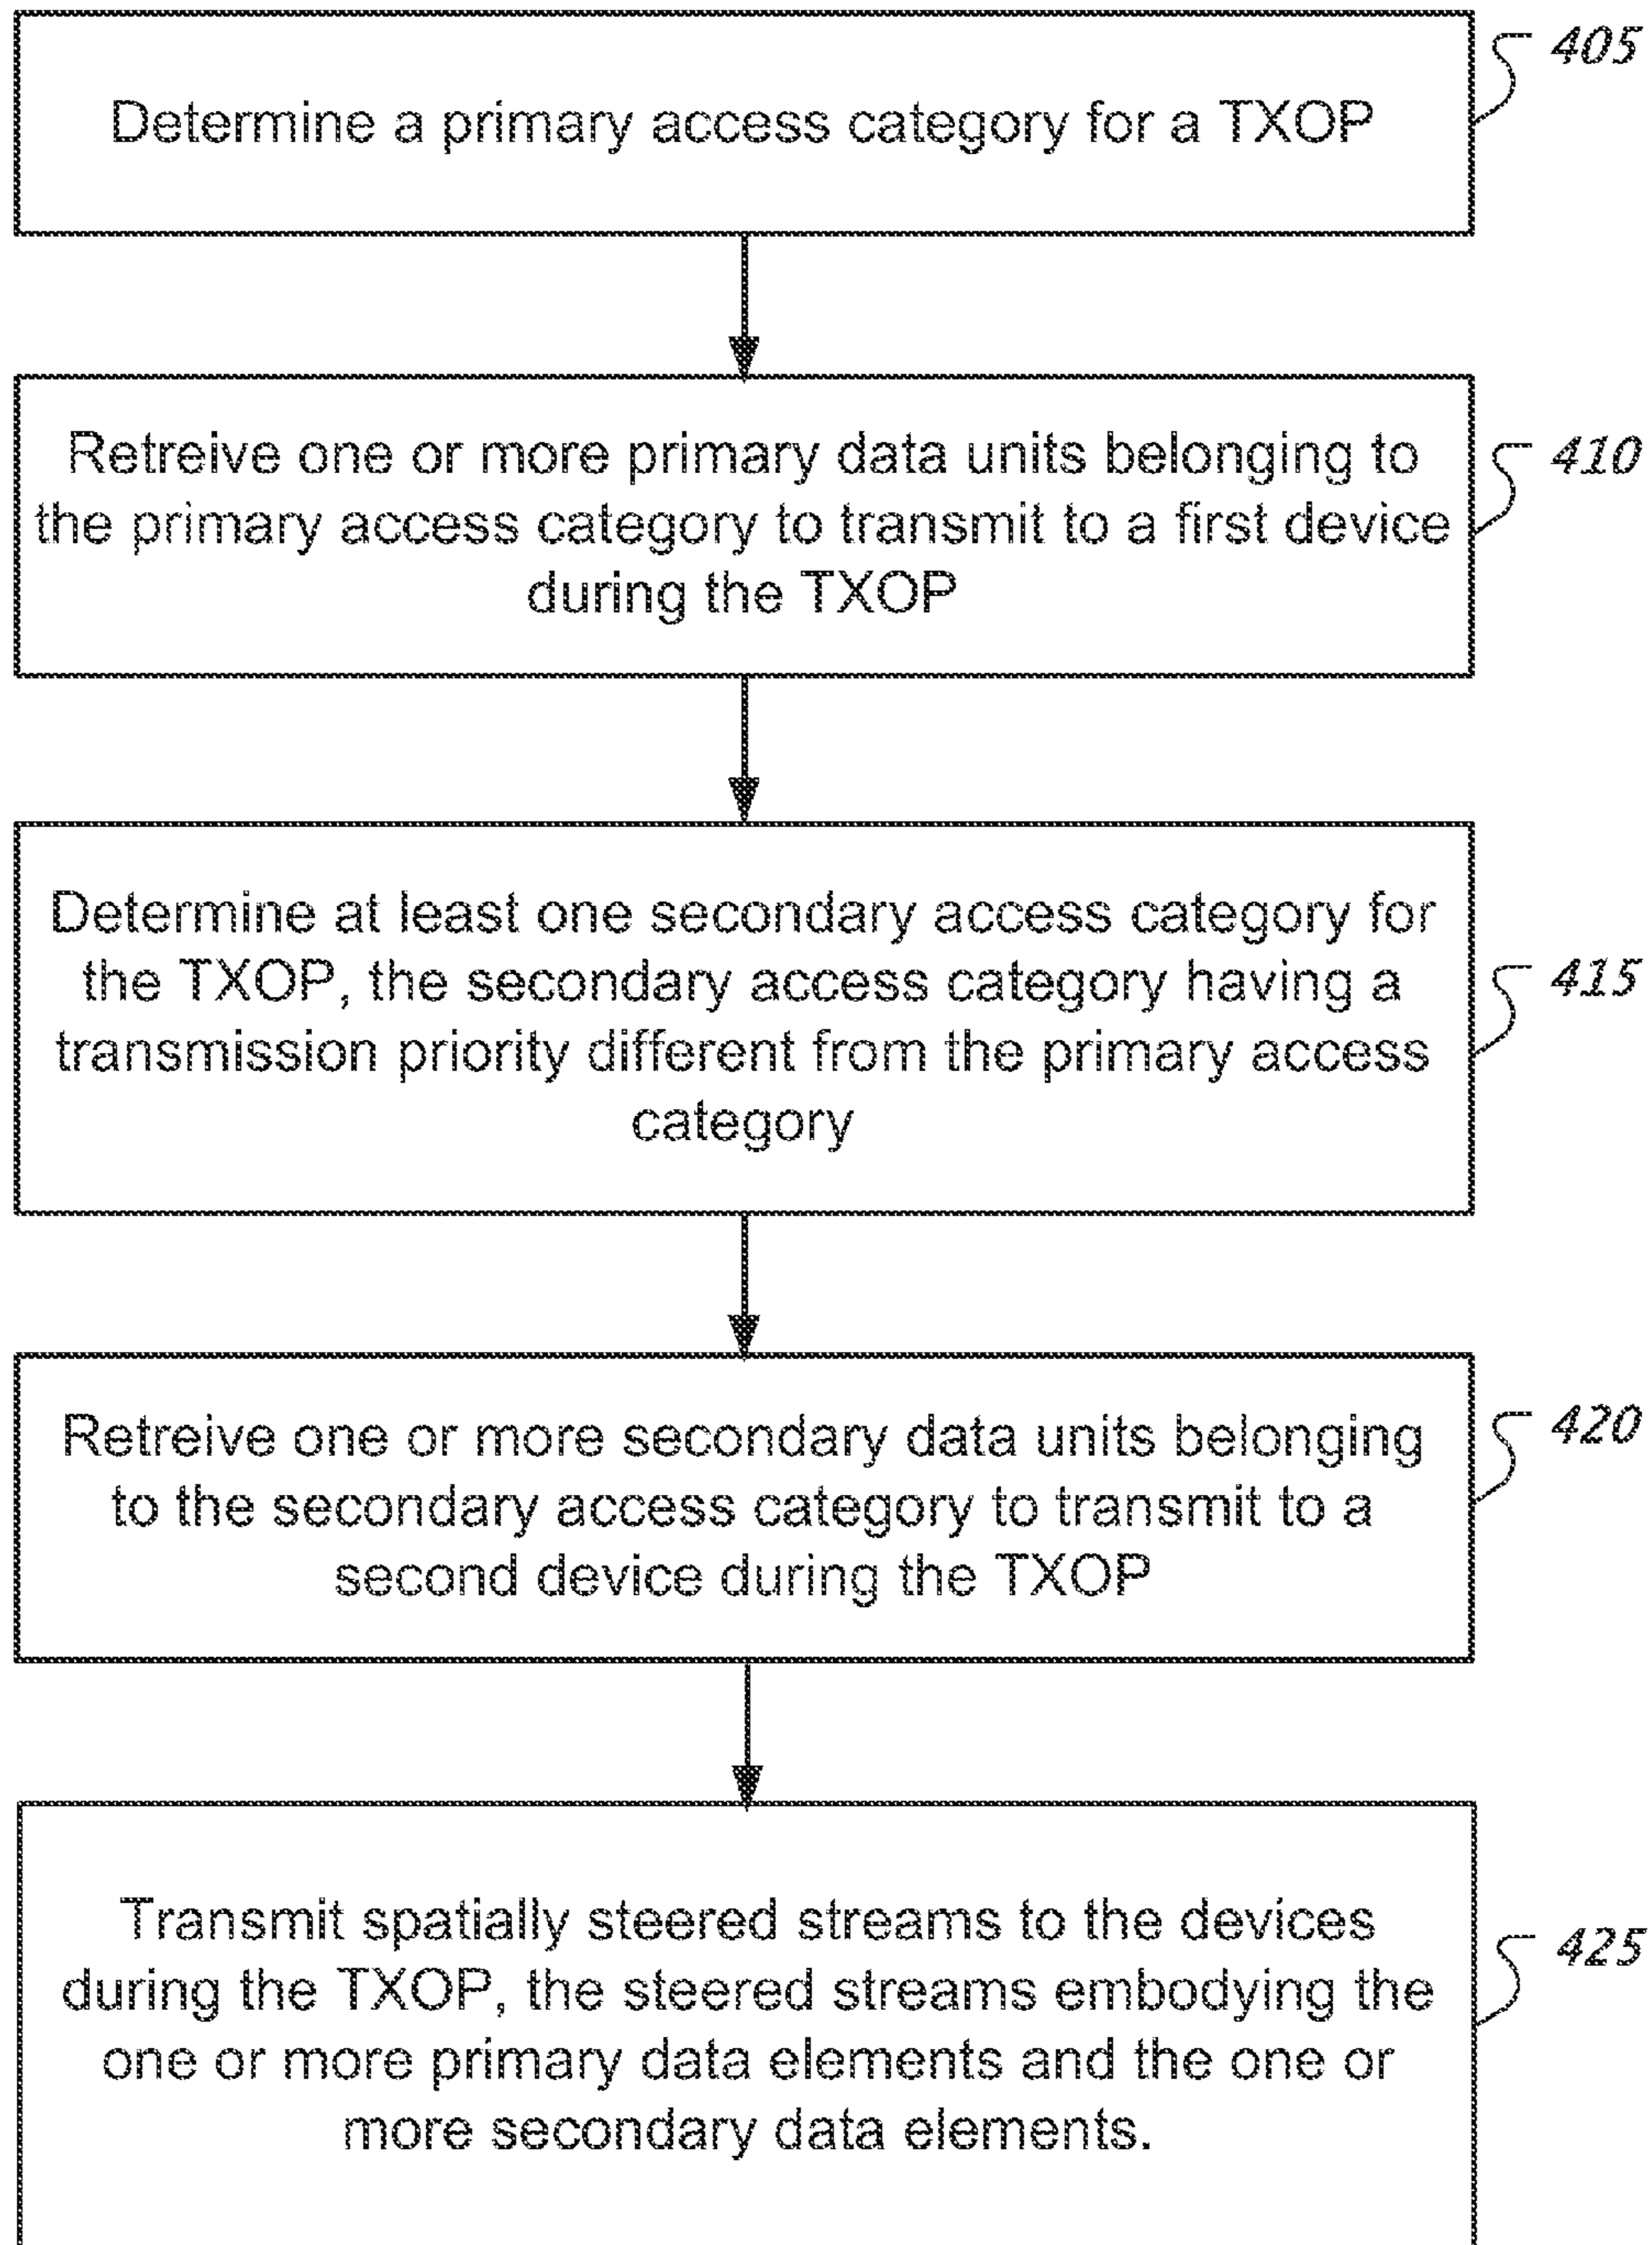 Determine a primary access category for a TXOP
405
Retreive one or more primary data units belonging to
the primary access category to transmit to a first device
during the TXOP
410
Determine at least one secondary access category for
the TXOP, the secondary access category having a
transmission priority different from the primary access
category
415
Retreive one or more secondary data units belonging
to the secondary access category to transmit to a
second device during the TXOP
420
Transmit spatially steered streams to the devices
during the TXOP, the steered streams embodying the
one or more primary data elements and the one or
more secondary data elements.
425